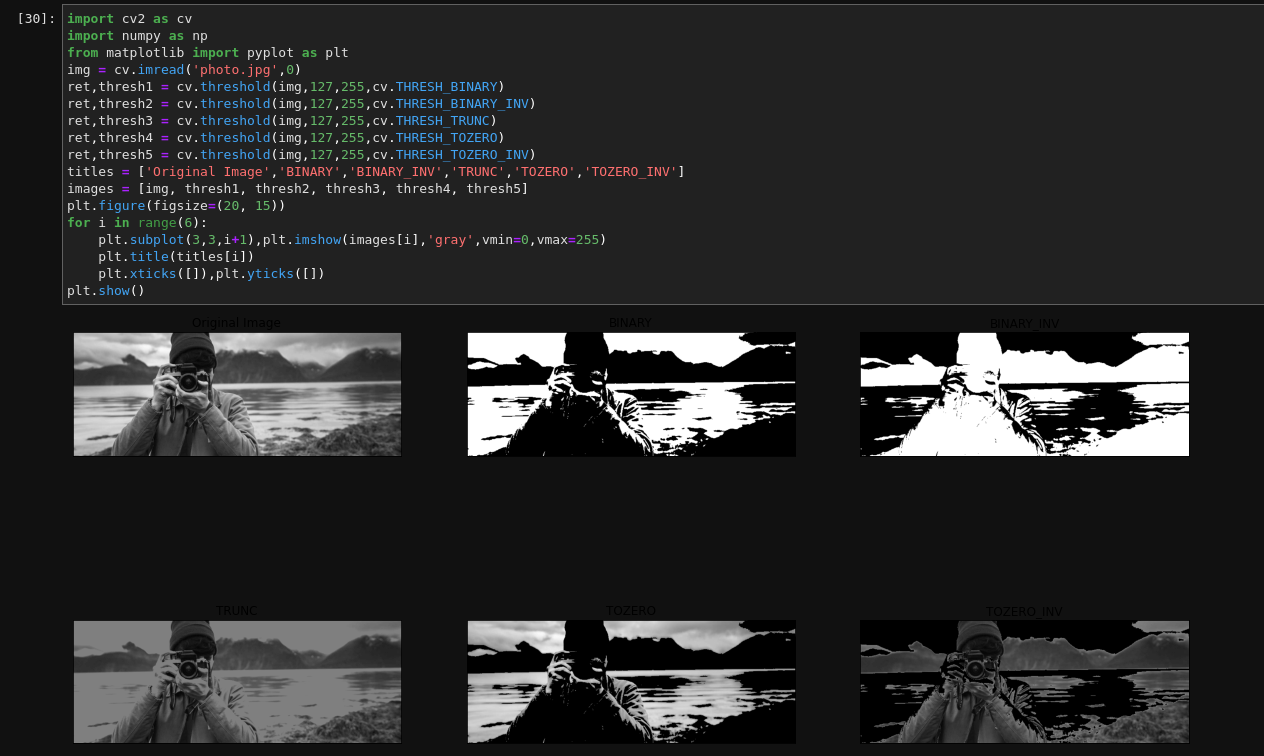 [30]:
import cv2 as cv
import numpy as np
from matplotlib import pyplot as plt
img = cv.imread('photo.jpg',0)
ret,thresh1 = cv.threshold(img,127,255,cv.THRESH_BINARY)
ret,thresh2 = cv.threshold(img,127,255,cv.THRESH_BINARY_INV)
ret,thresh3 = cv.threshold(img,127,255,cv.THRESH_TRUNC)
ret,thresh4 = cv.threshold(img,127,255,cv.THRESH_TOZERO)
ret,thresh5 = cv.threshold(img,127,255,cv.THRESH_TOZERO_INV)
titles = ['Original Image','BINARY','BINARY_INV','TRUNC','TOZERO','TOZERO_INV']
images = [img, thresh1, thresh2, thresh3, thresh4, thresh5]
plt.figure(figsize=(20, 15))
for i in range(6):
    plt.subplot(3,3,i+1),plt.imshow(images[i],'gray',vmin=0,vmax=255)
    plt.title(titles[i])
    plt.xticks([]),plt.yticks([])
plt.show()
Original Image
BINARY
BINARY_INV
TRUNC
TOZERO
TOZERO_INV